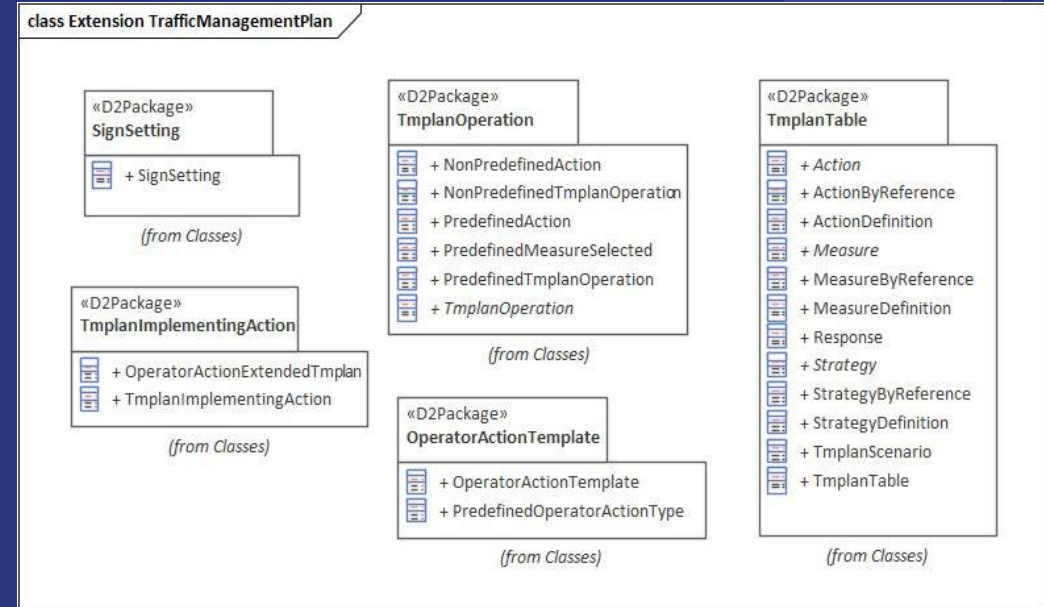 class Extension TrafficManagementPlan
«D2Package»
SignSetting
+ SignSetting
(from Classes)
«D2Package»
TmplanImplementingAction
+ OperatorActionExtendedTmplan
+ TmplanImplementingAction
(from Classes)
«D2Package»
TmplanOperation
+ NonPredefinedAction
+ NonPredefinedTmplanOperation
+ PredefinedAction
+ PredefinedMeasureSelected
+ PredefinedTmplanOperation
+ TmplanOperation
(from Classes)
«D2Package»
OperatorActionTemplate
+ OperatorActionTemplate
+ PredefinedOperatorActionType
(from Classes)
«D2Package»
TmplanTable
+ Action
+ ActionByReference
+ ActionDefinition
+ Measure
+ MeasureByReference
+ MeasureDefinition
+ Response
+ Strategy
+ StrategyByReference
+ StrategyDefinition
+ TmplanScenario
+ TmplanTable
(from Classes)